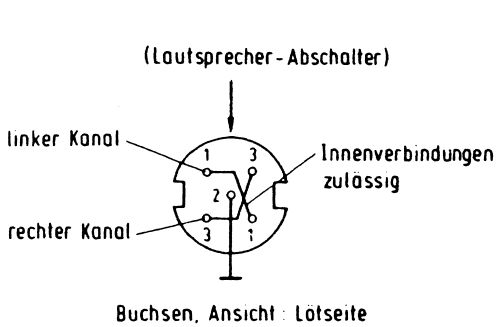 (Lautsprecher-Abschalter)
linker Kanal
1 3
Innenverbindungen
zulässig
2
rechter Kanal
3 1
Buchsen, Ansicht: Lötseite